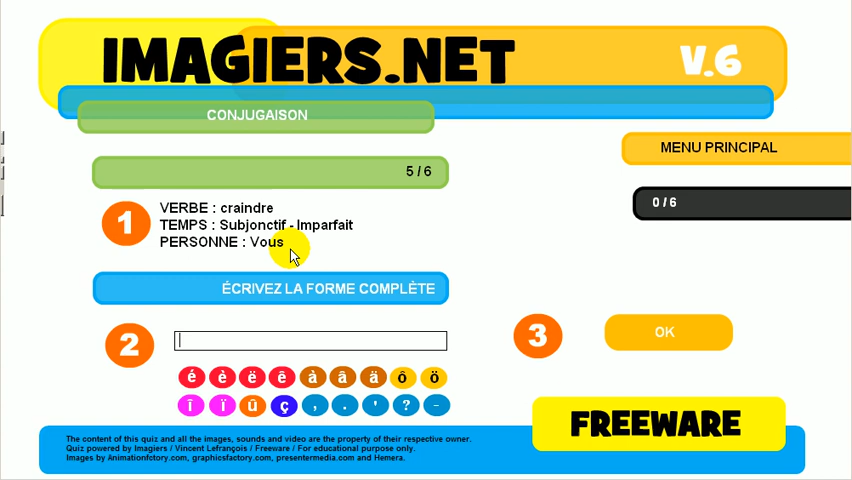 IMAGIERS.NET
V.6
CONJUGAISON
MENU PRINCIPAL
5 / 6
0 / 6
1
VERBE : craindre
TEMPS : Subjonctif - Imparfait
PERSONNE : Vous
ÉCRIVEZ LA FORME COMPLÈTE
2
3
OK
é è ë ê à â ä ô ö
î ï û ç , . ' ? -
FREEWARE
The content of this quiz and all the images, sounds and video are the property of their respective owner.
Quiz powered by Imagiers / Vincent Lefrançois / Freeware / For educational purpose only.
Images by Animationfctory.com, graphicsfactory.com, presentermedia.com and Hemera.